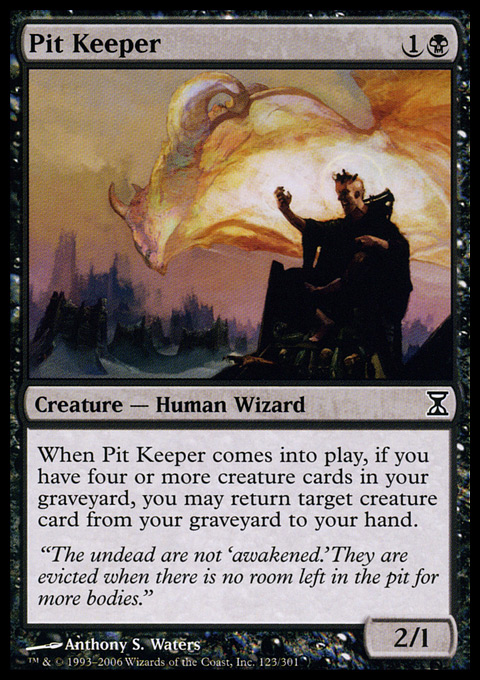 Pit Keeper 1
Creature — Human Wizard
When Pit Keeper comes into play, if you
have four or more creature cards in your
graveyard, you may return target creature
card from your graveyard to your hand.
“The undead are not ‘awakened.’ They are
evicted when there is no room left in the pit for
more bodies.”
Anthony S. Waters
2/1
™ & © 1993–2006 Wizards of the Coast, Inc. 123/301